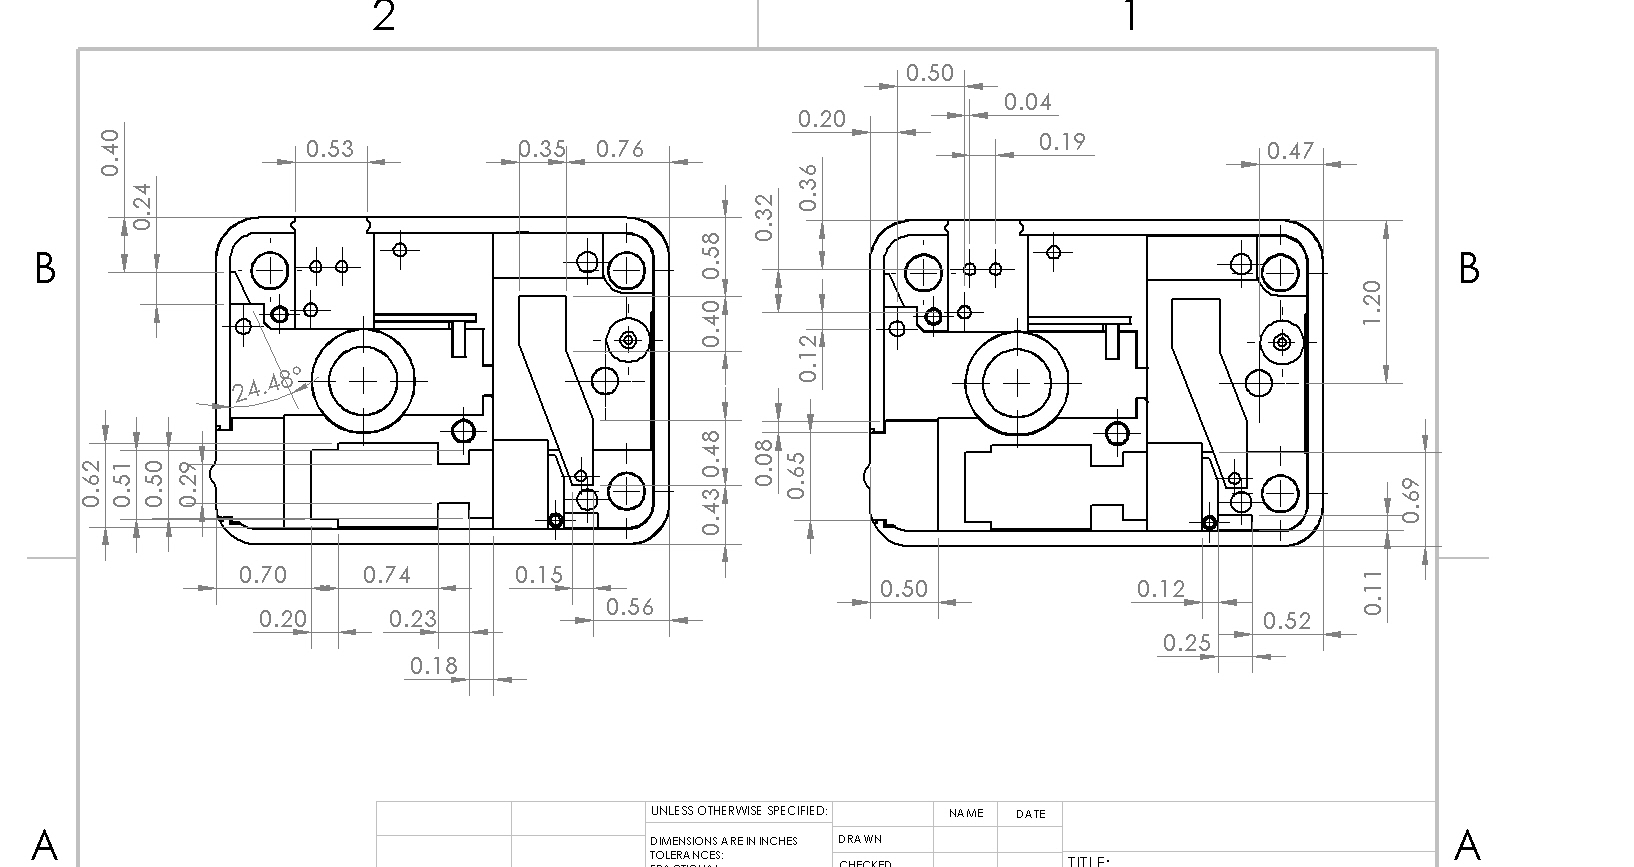 2 1
0.50
0.04
0.20
0.19
0.40 0.53 0.35 0.76 0.47
0.24 0.32 0.36
B 0.58 B
0.40 1.20
0.12
24.48°
0.62 0.51 0.50 0.29 0.48 0.08 0.65
0.43 0.69
0.70 0.74 0.15 0.50 0.12 0.11
0.20 0.23 0.56 0.52
0.25
0.18
UNLESS OTHERWISE SPECIFIED: NAME DATE
DIMENSIONS ARE IN INCHES DRAWN
A TOLERANCES: A
FRACTIONAL CHECKED TITLE: